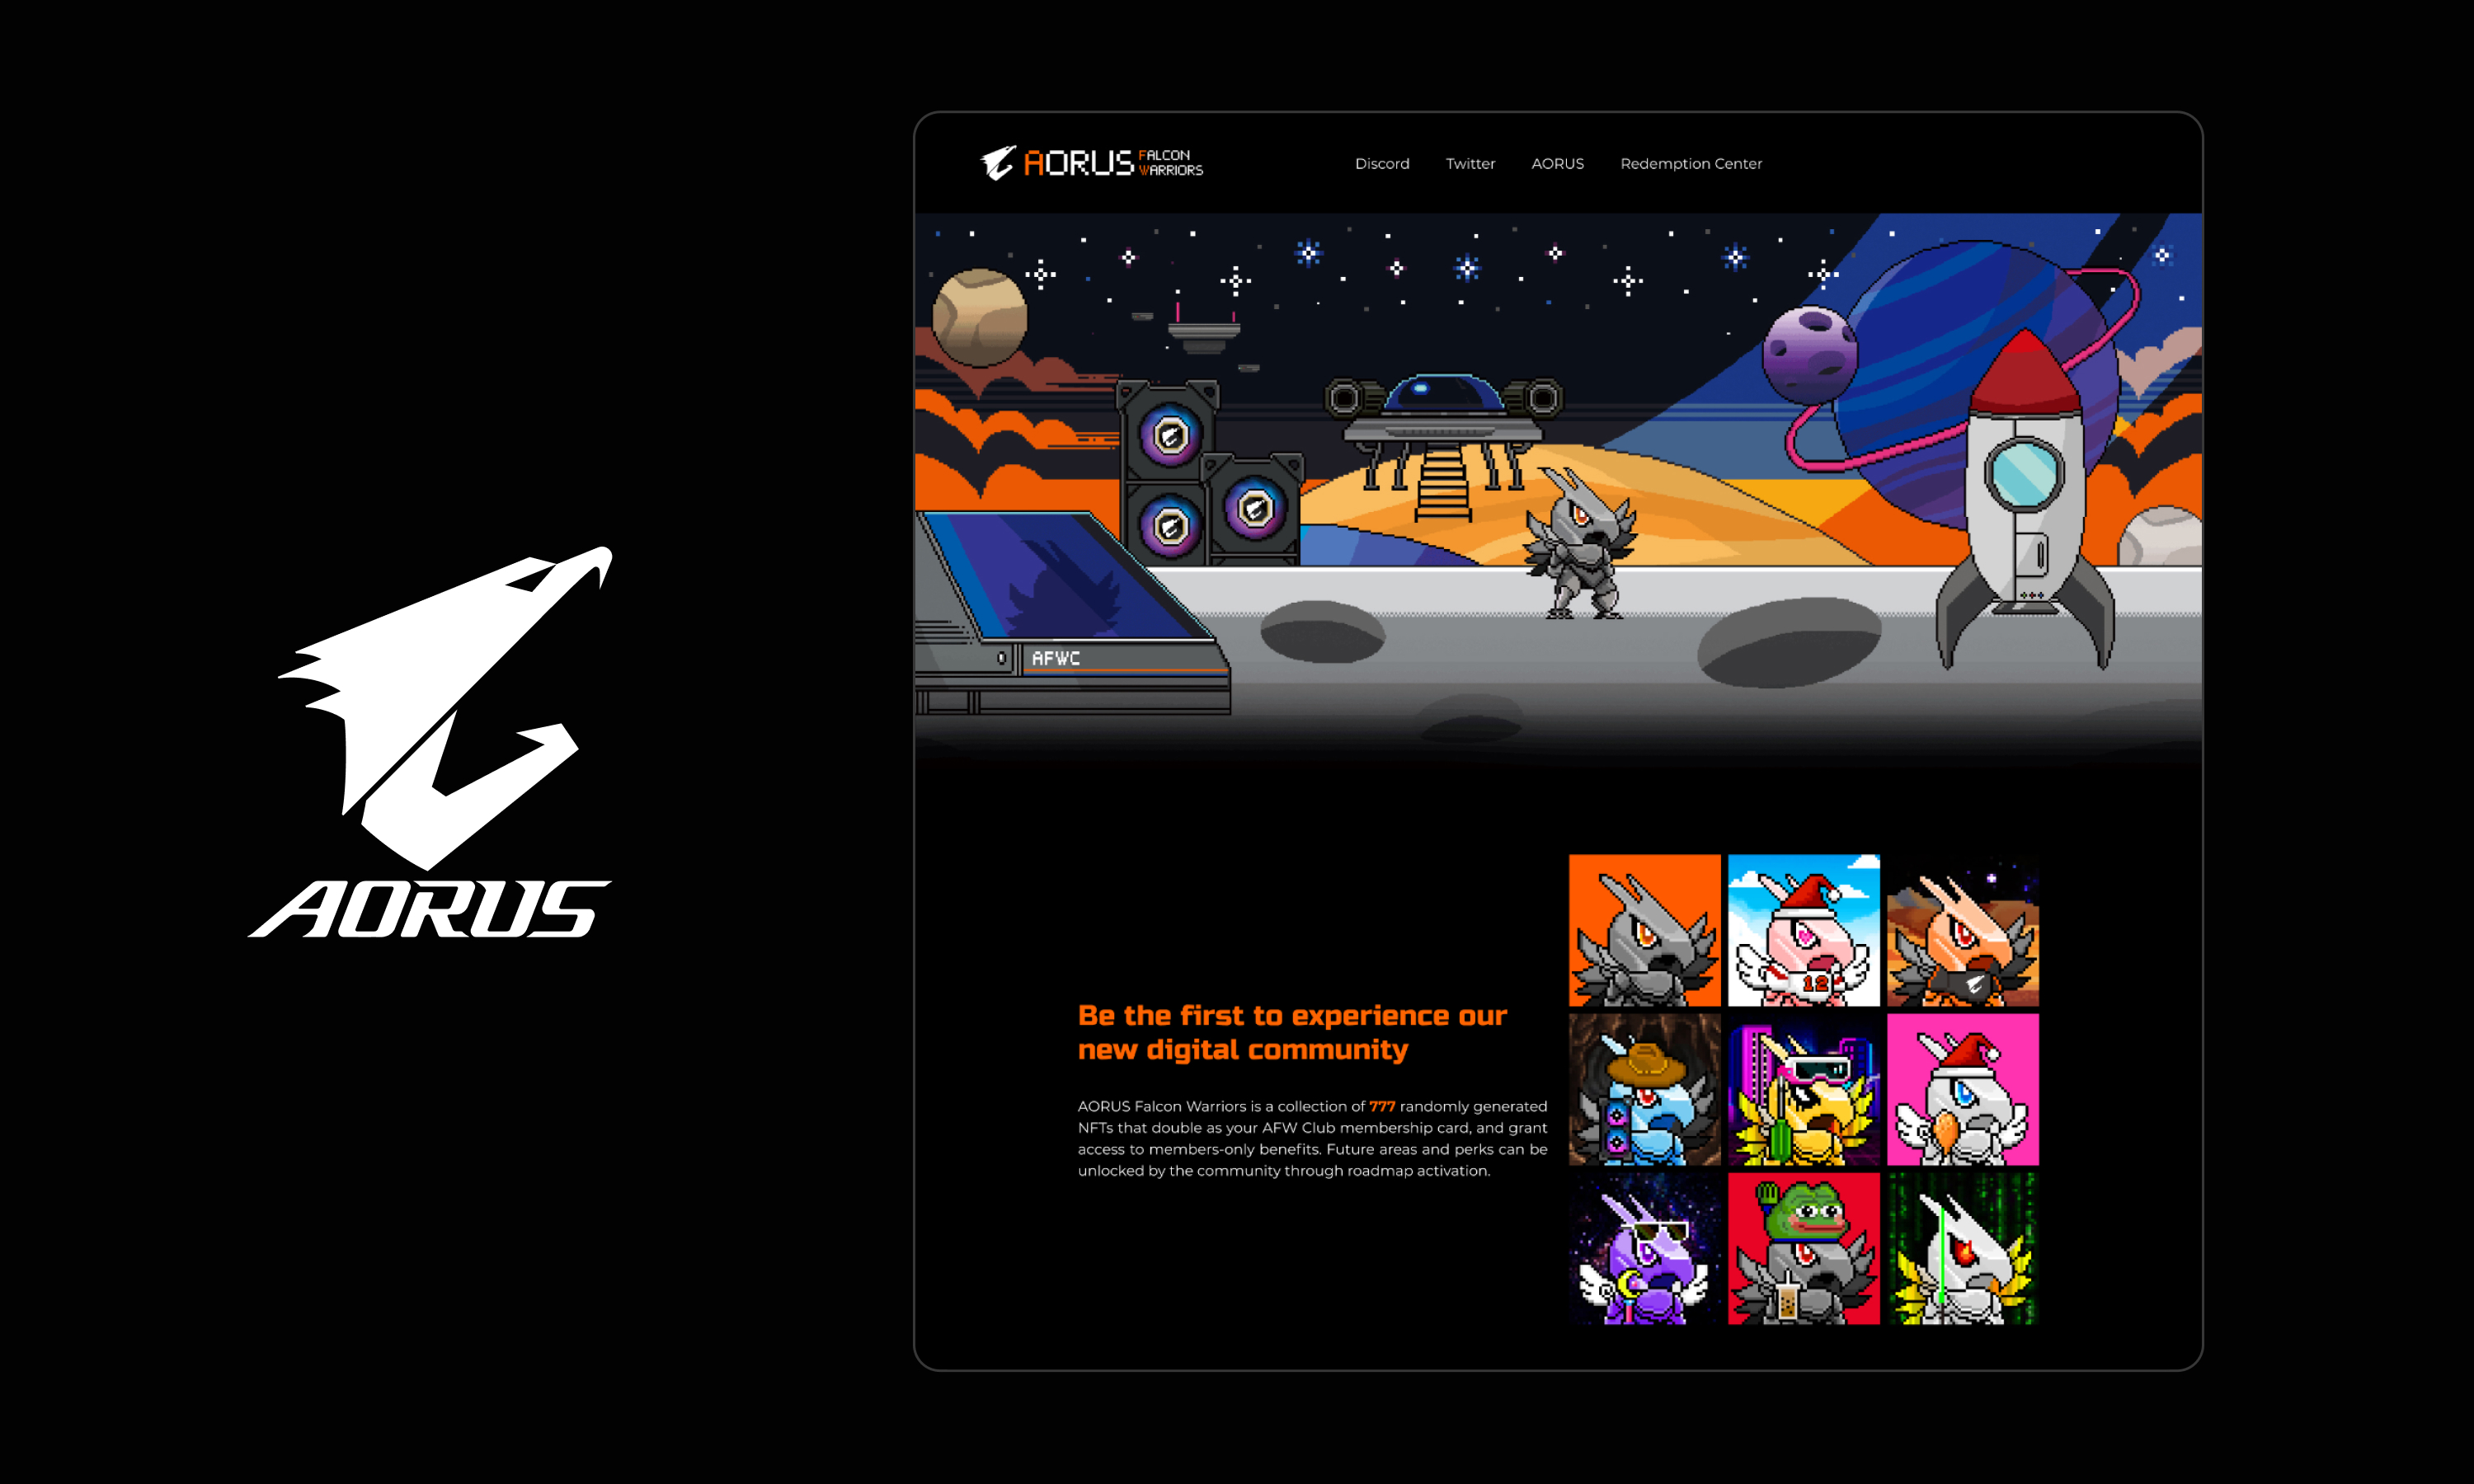 AORUS
AORUS FALCON WARRIORS
Discord Twitter AORUS Redemption Center
AFWC
12
Be the first to experience our
new digital community
AORUS Falcon Warriors is a collection of 777 randomly generated
NFTs that double as your AFW Club membership card, and grant
access to members-only benefits. Future areas and perks can be
unlocked by the community through roadmap activation.